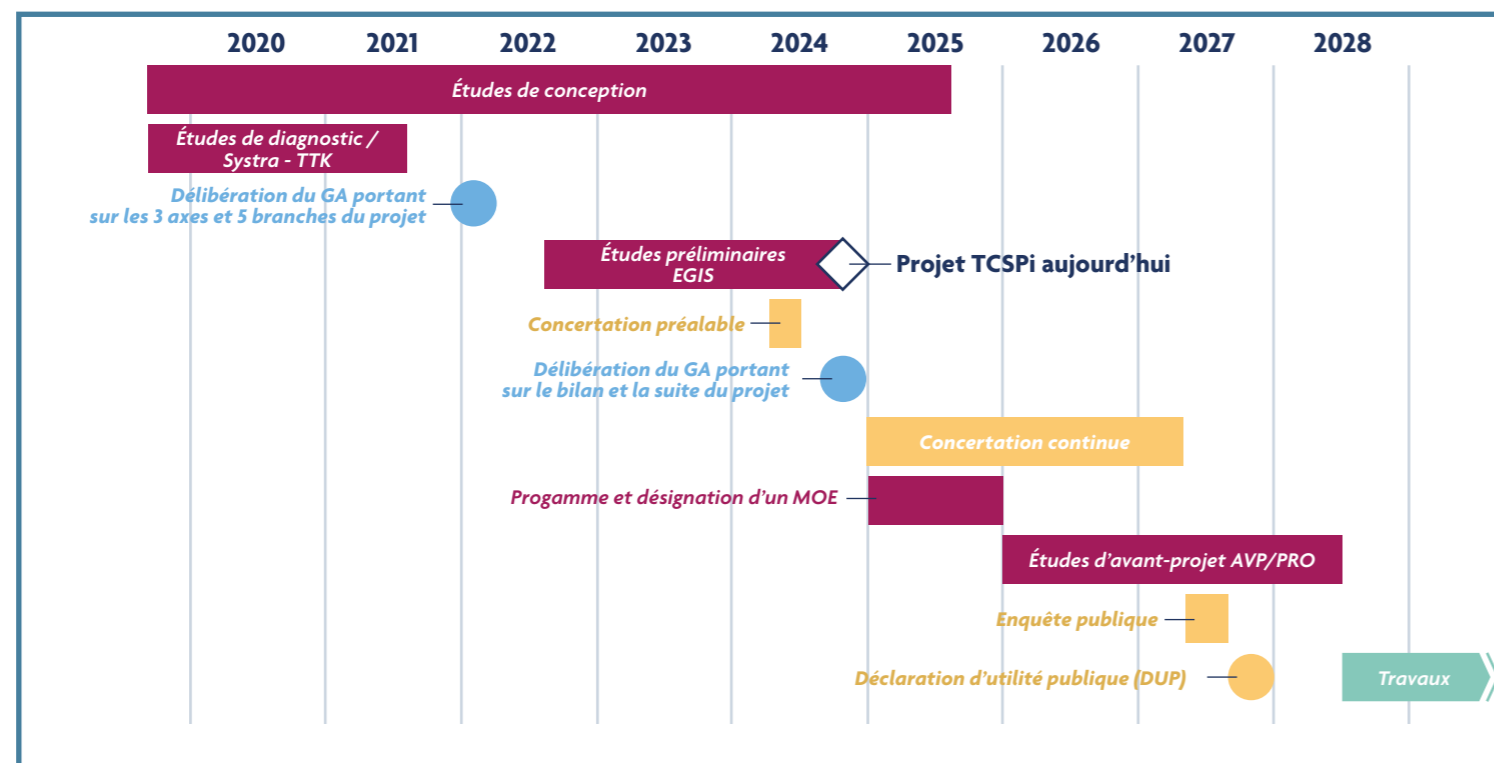 2020 2021 2022 2023 2024 2025 2026 2027 2028
Études de conception
Études de diagnostic /
Systra - TTK
Délibération du GA portant
sur les 3 axes et 5 branches du projet
Études préliminaires
EGIS
Projet TCSPi aujourd'hui
Concertation préalable
Délibération du GA portant
sur le bilan et la suite du projet
Concertation continue
Progamme et désignation d'un MOE
Études d'avant-projet AVP/PRO
Enquête publique
Déclaration d'utilité publique (DUP)
Travaux